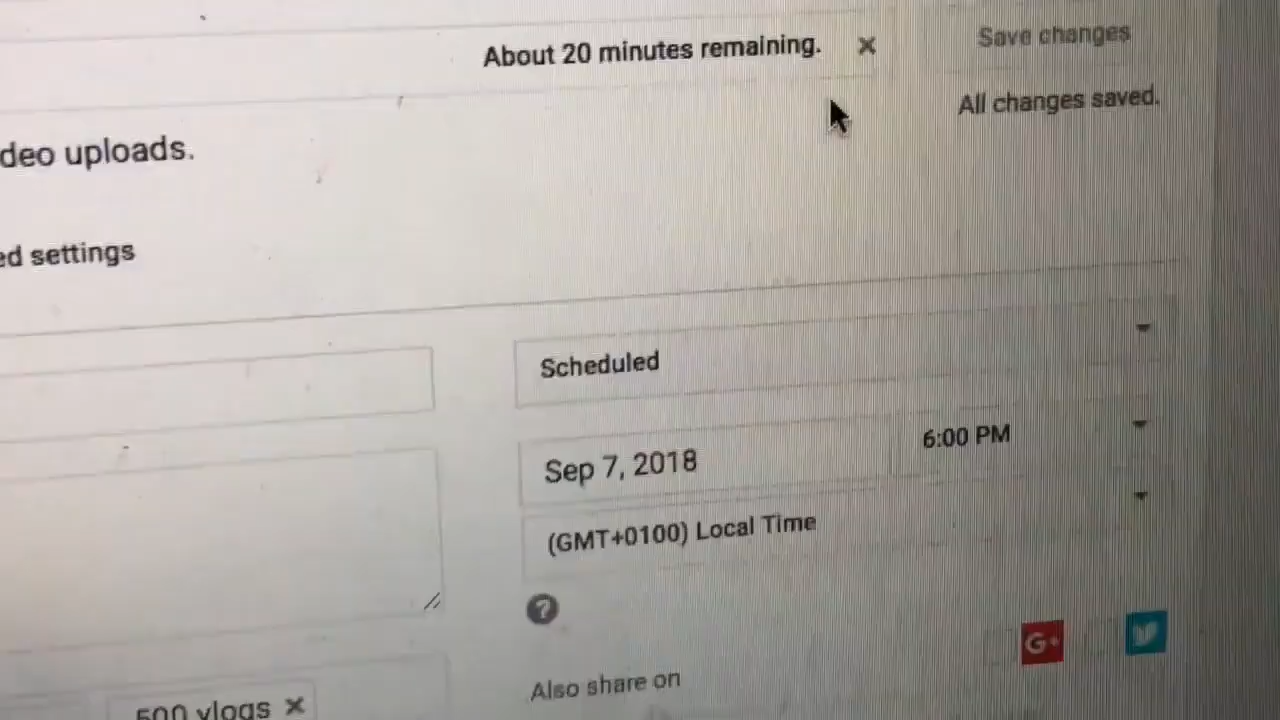 About 20 minutes remaining.
Save changes
All changes saved.
deo uploads.
ed settings
Scheduled
Sep 7, 2018
6:00 PM
(GMT+0100) Local Time
?
Also share on
G+
500 vlogs